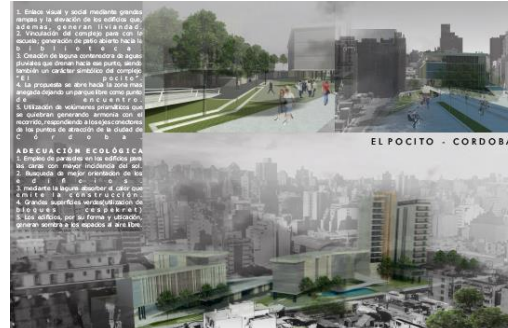 1. Enlace visual y social mediante grandes
rampas y la elevación de los edificios que,
además, generan liviandad.
2. Vinculación del complejo para con la
escuela; generación de patio abierto hacia la
biblioteca
3. Creación de laguna contenedora de aguas
pluviales que drenan hacia ese punto, siendo
también un carácter simbólico del complejo
"El pocito".
4. La propuesta se abre hacia la zona mas
anegada dejando un parque libre como punto
de encuentro.
5. Utilización de volúmenes prismáticos que
se quiebran generando armonía con el
recorrido, respondiendo a los ejes conectores
de los puntos de atracción de la ciudad de
Córdoba
ADECUACIÓN ECOLÓGICA
1. Empleo de parasoles en los edificios para
las caras con mayor incidencia del sol.
2. Busqueda de mejor orientacion de los
edificios
3. mediante la laguna absorber el calor que
emite la construcción.
4. Grandes superficies verdes(utilizacion de
bloques cespekret)
5. Los edificios, por su forma y ubicación,
generan sombra a los espacios al aire libre.
EL POCITO - CORDOBA